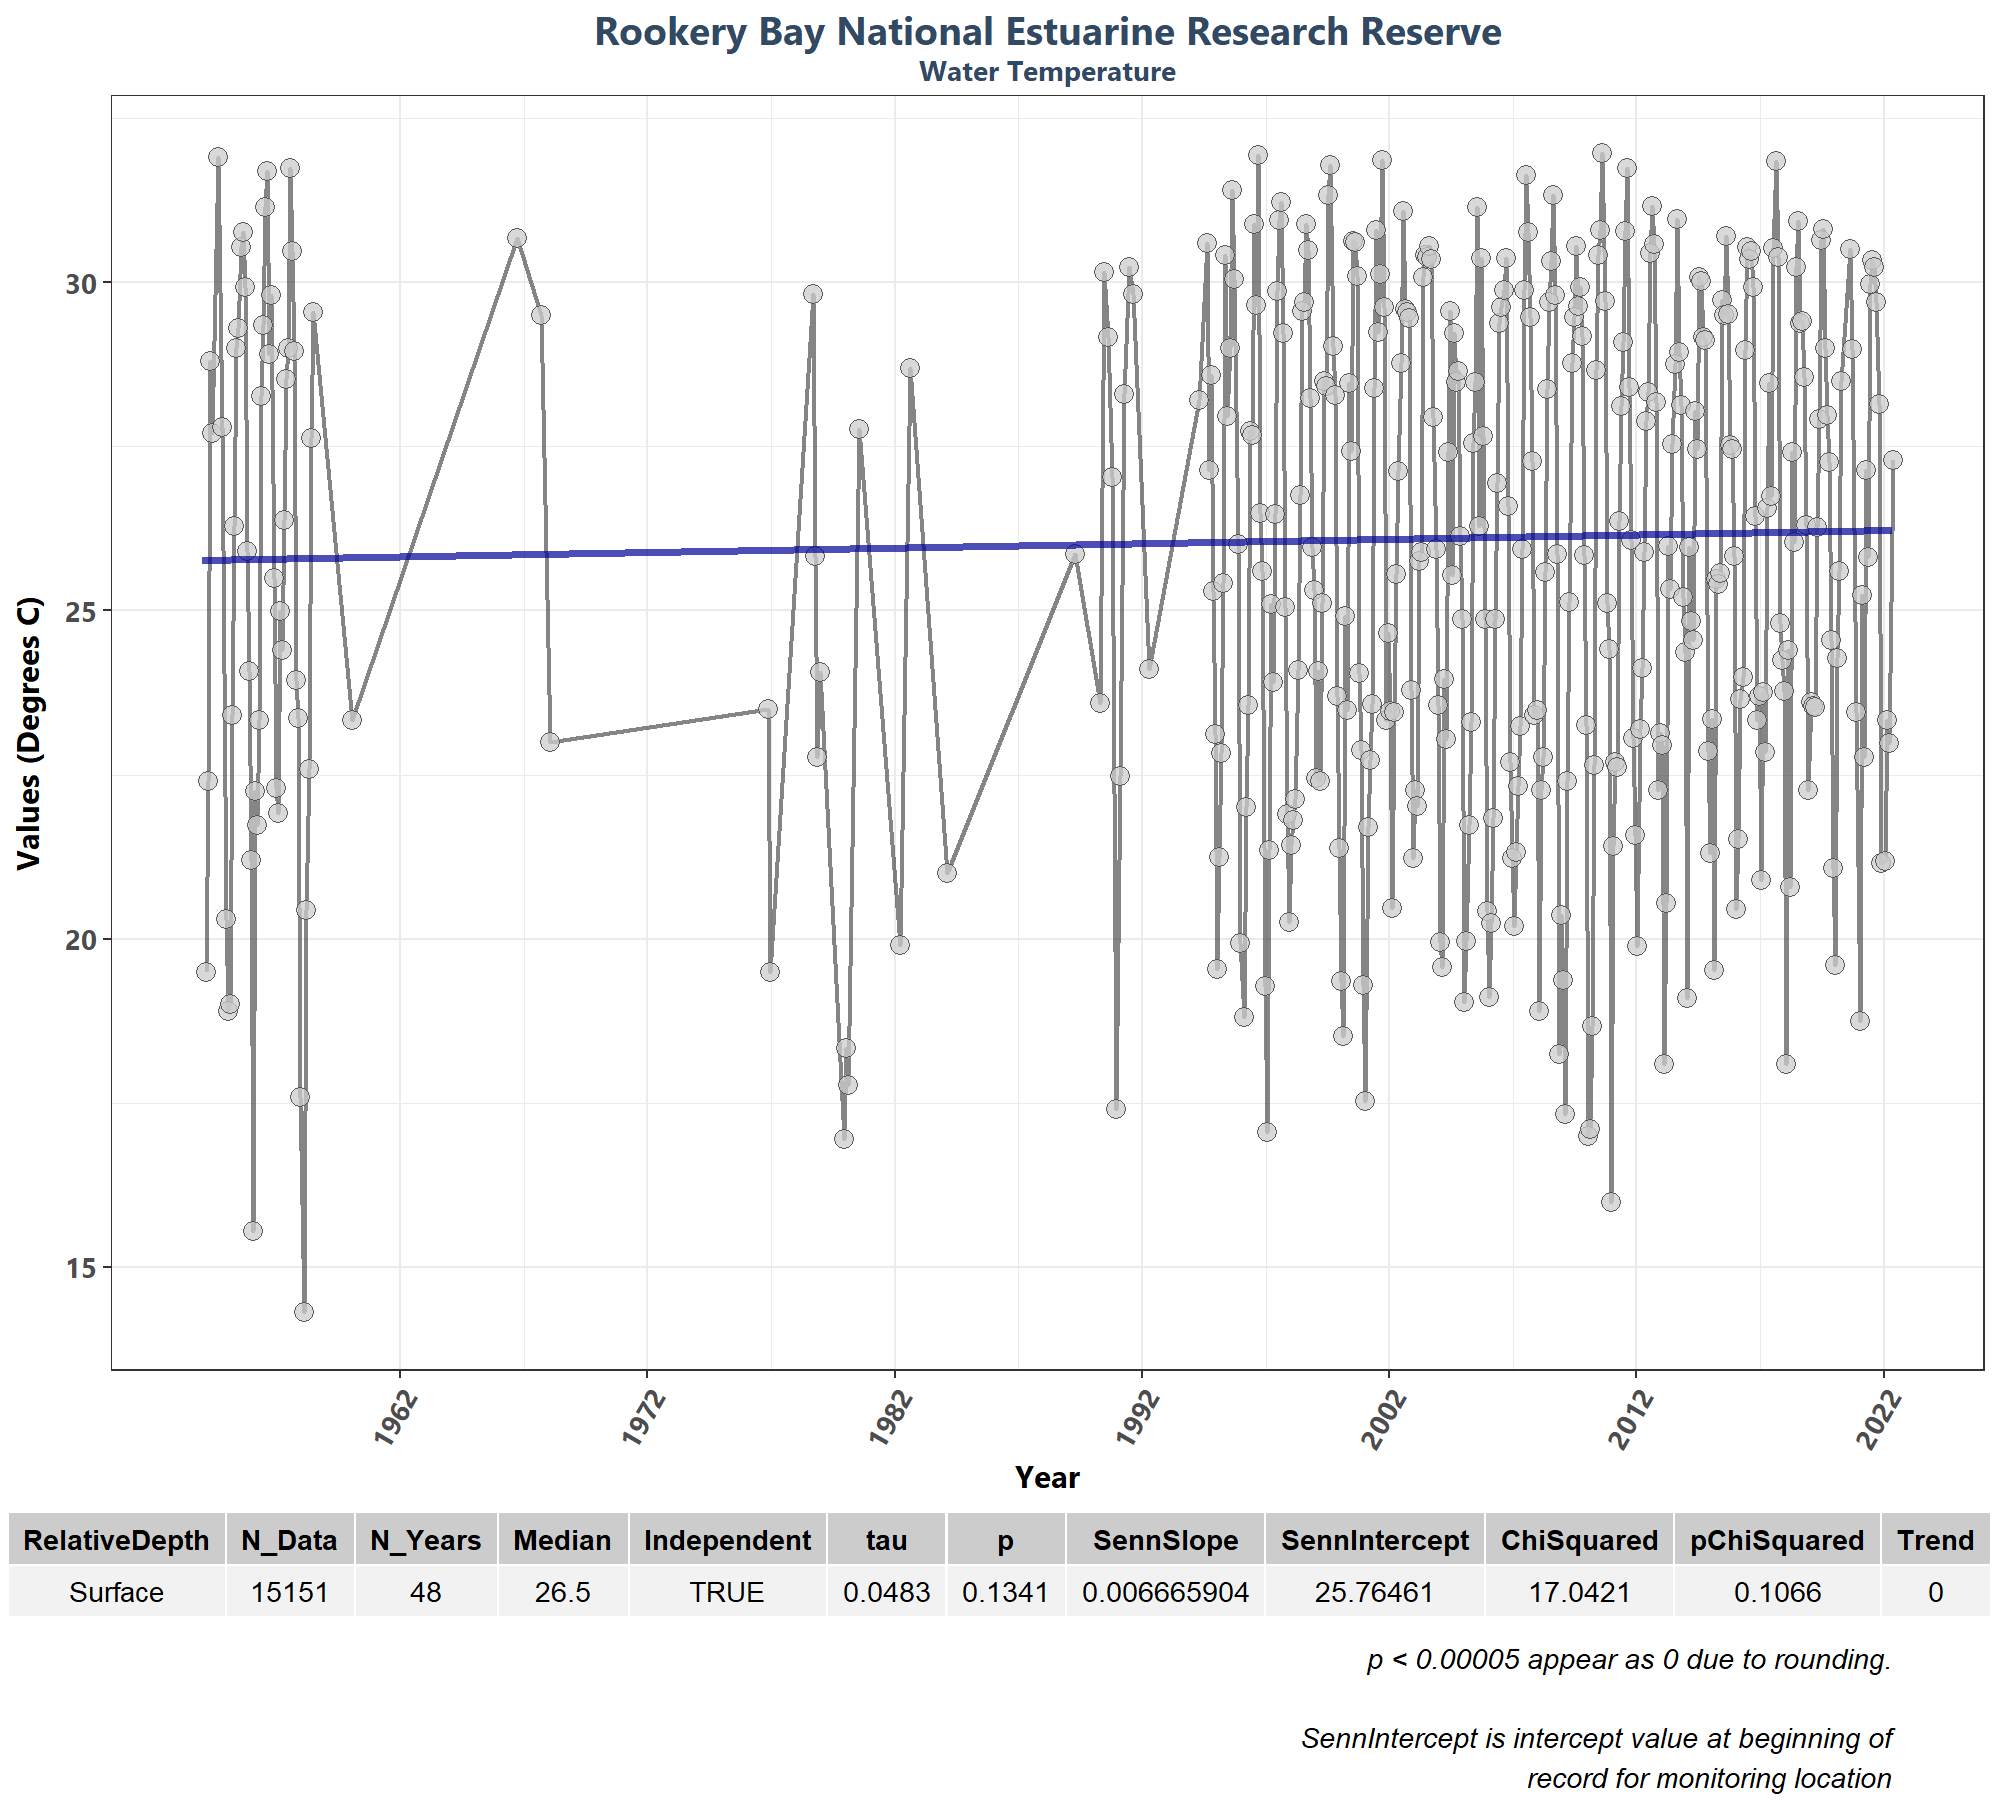 Rookery Bay National Estuarine Research Reserve
Water Temperature
Values (Degrees C)
30
25
20
15
1962 1972 1982 1992 2002 2012 2022
Year
RelativeDepth N_Data N_Years Median Independent tau p SennSlope SennIntercept ChiSquared pChiSquared Trend
Surface 15151 48 26.5 TRUE 0.0483 0.1341 0.006665904 25.76461 17.0421 0.1066 0
p < 0.00005 appear as 0 due to rounding.
SennIntercept is intercept value at beginning of
record for monitoring location